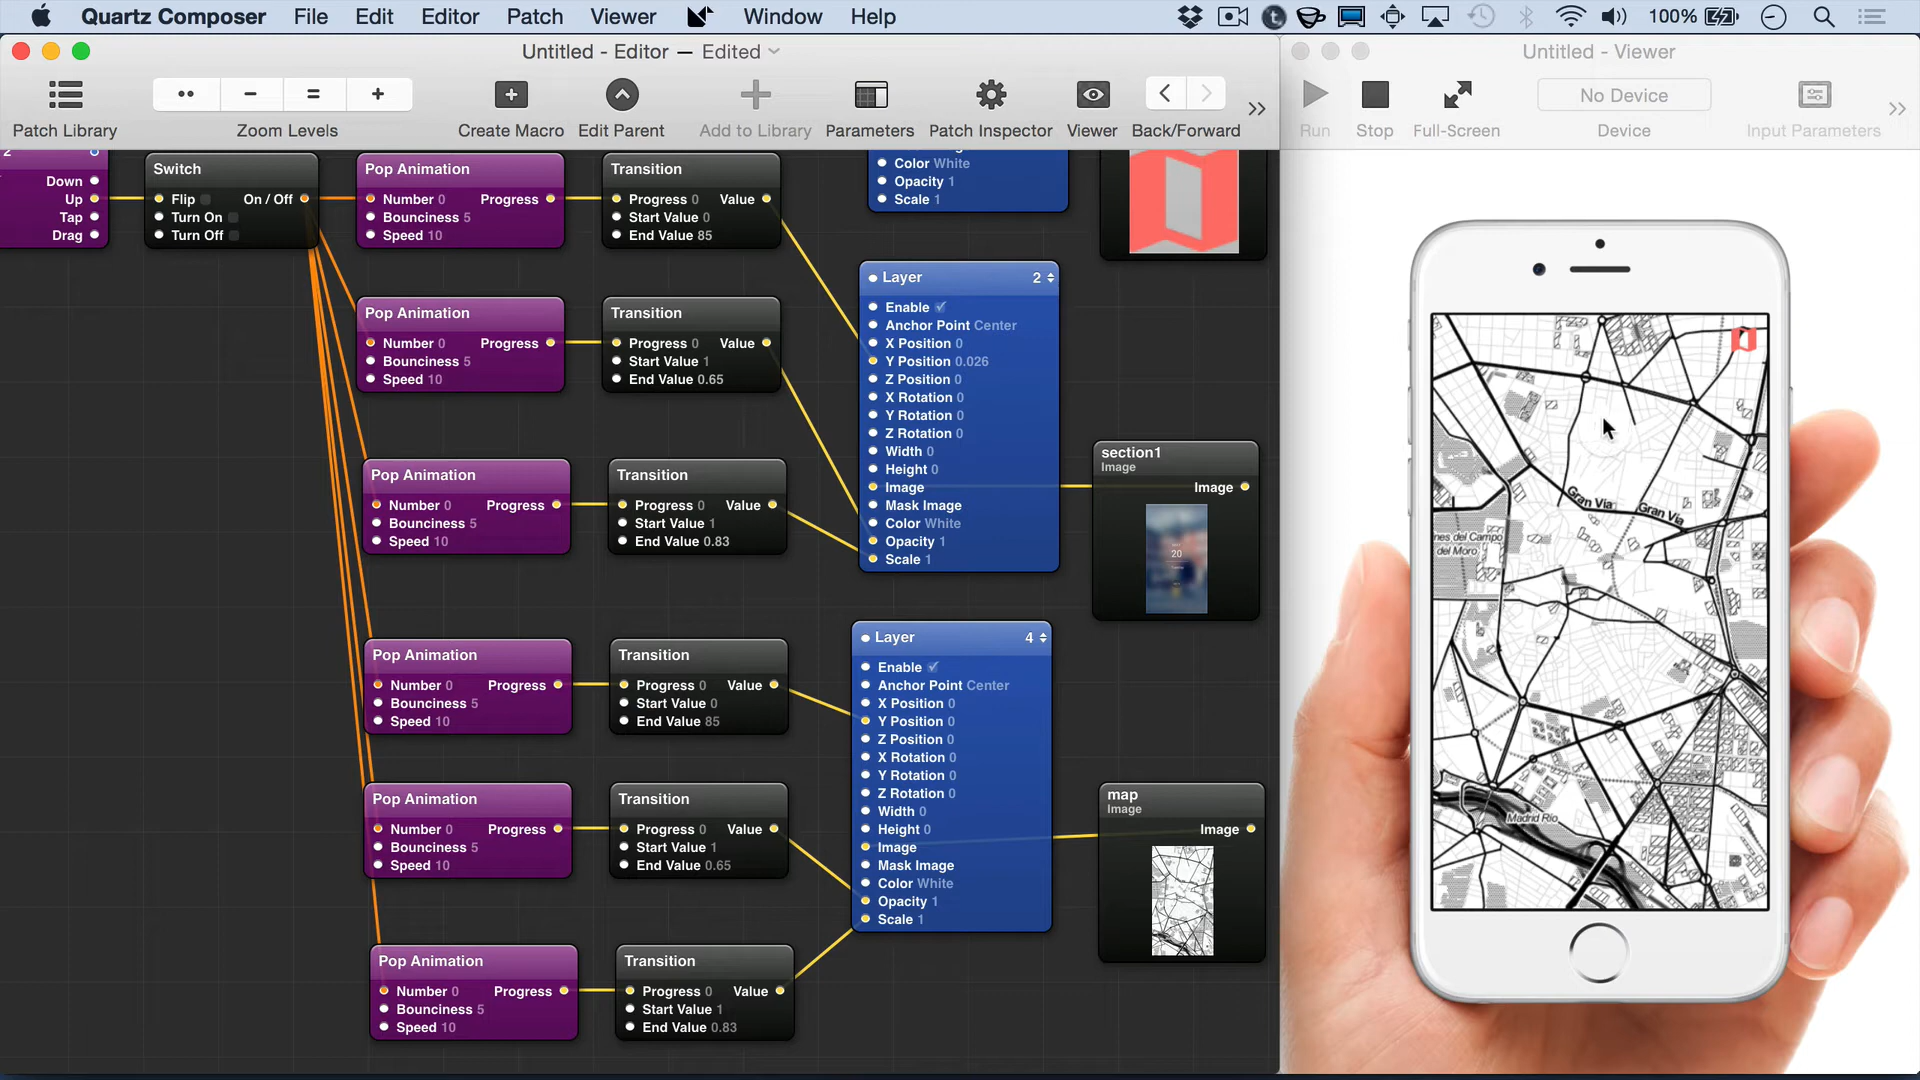 Quartz Composer File Edit Editor Patch Viewer Window Help 100%
Untitled - Editor — Edited
Untitled - Viewer
Patch Library Zoom Levels Create Macro Edit Parent Add to Library Parameters Patch Inspector Viewer Back/Forward
No Device
Run Stop Full-Screen Device Input Parameters
2
Down
Up
Tap
Drag
Switch
Flip On / Off
Turn On
Turn Off
Pop Animation
Number 0 Progress
Bounciness 5
Speed 10
Transition
Progress 0 Value
Start Value 0
End Value 85
Color White
Opacity 1
Scale 1
Pop Animation
Number 0 Progress
Bounciness 5
Speed 10
Transition
Progress 0 Value
Start Value 1
End Value 0.65
Layer 2
Enable
Anchor Point Center
X Position 0
Y Position 0.026
Z Position 0
X Rotation 0
Y Rotation 0
Z Rotation 0
Width 0
Height 0
Image
Mask Image
Color White
Opacity 1
Scale 1
section1
Image
Image
20
Pop Animation
Number 0 Progress
Bounciness 5
Speed 10
Transition
Progress 0 Value
Start Value 1
End Value 0.83
Pop Animation
Number 0 Progress
Bounciness 5
Speed 10
Transition
Progress 0 Value
Start Value 0
End Value 85
Layer 4
Enable
Anchor Point Center
X Position 0
Y Position 0
Z Position 0
X Rotation 0
Y Rotation 0
Z Rotation 0
Width 0
Height 0
Image
Mask Image
Color White
Opacity 1
Scale 1
map
Image
Image
Pop Animation
Number 0 Progress
Bounciness 5
Speed 10
Transition
Progress 0 Value
Start Value 1
End Value 0.65
Pop Animation
Number 0 Progress
Bounciness 5
Speed 10
Transition
Progress 0 Value
Start Value 1
End Value 0.83
Gran Via
Gran Via
nes del Campo
del Moro
Madrid Rio